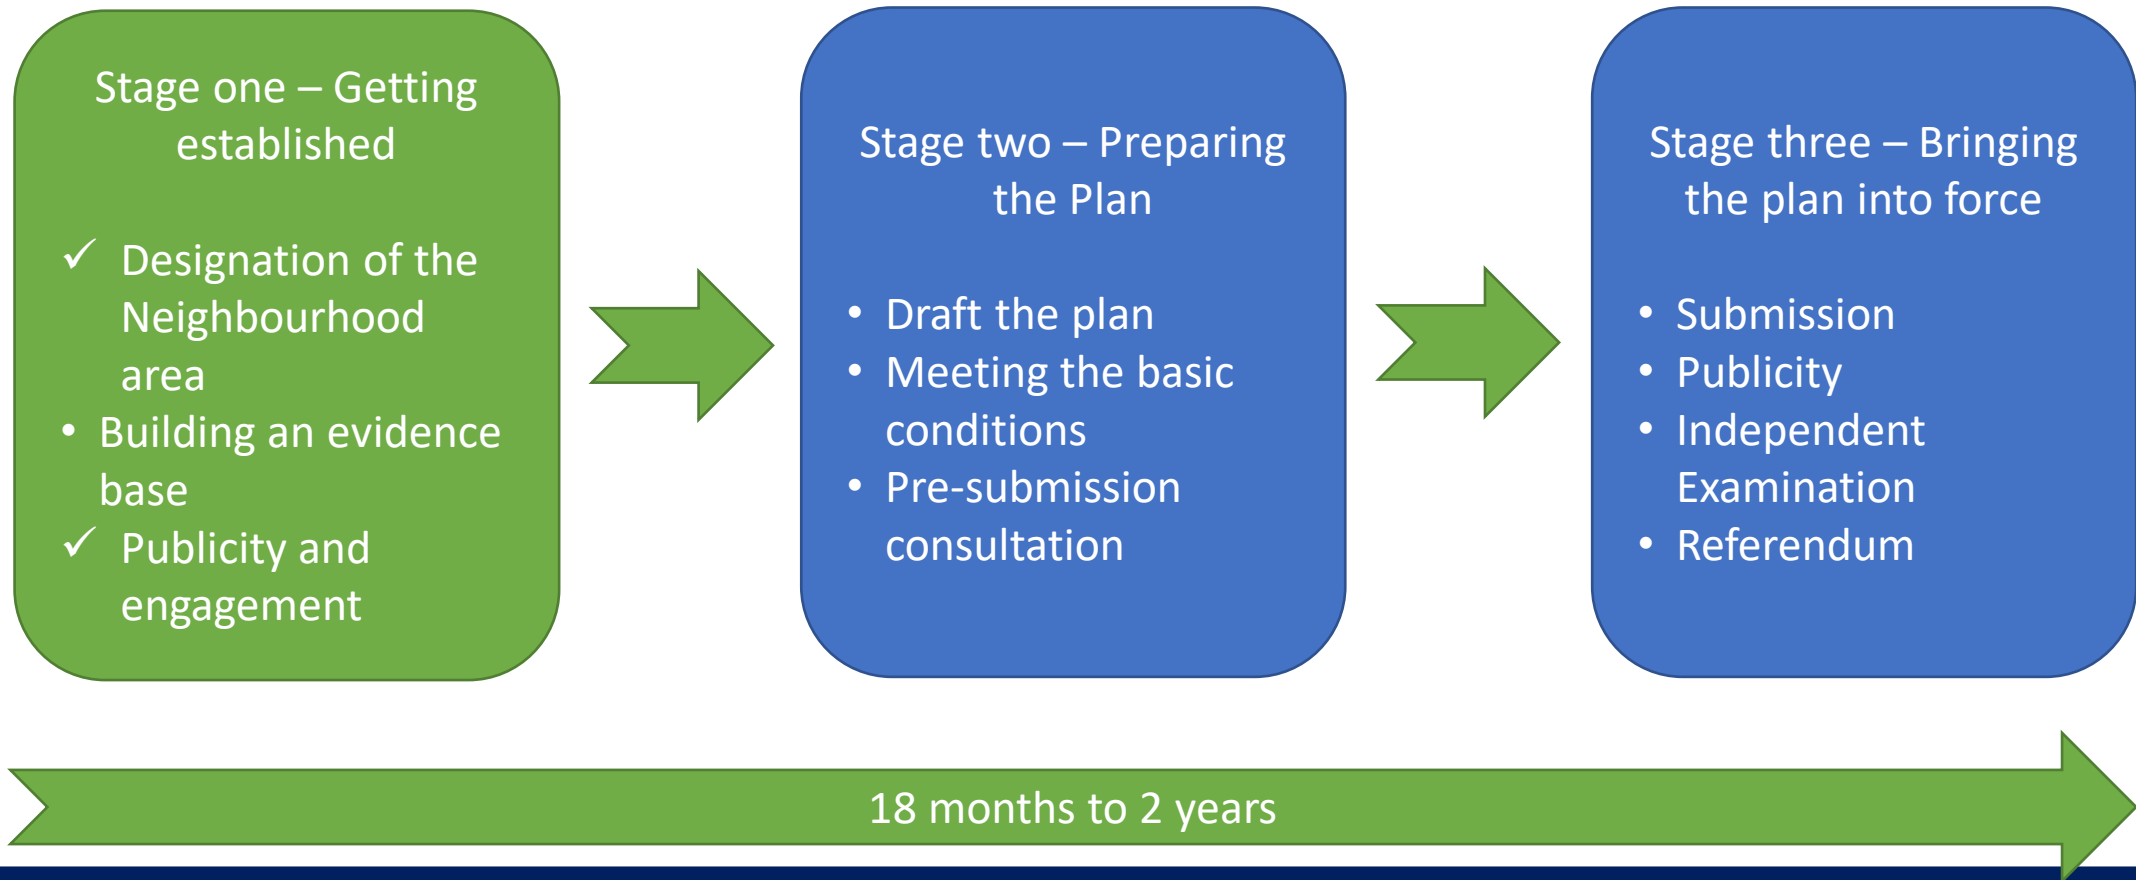 Stage one – Getting
established
✓ Designation of the
Neighbourhood
area
• Building an evidence
base
✓ Publicity and
engagement
Stage two – Preparing
the Plan
• Draft the plan
• Meeting the basic
conditions
• Pre-submission
consultation
Stage three – Bringing
the plan into force
• Submission
• Publicity
• Independent
Examination
• Referendum
18 months to 2 years